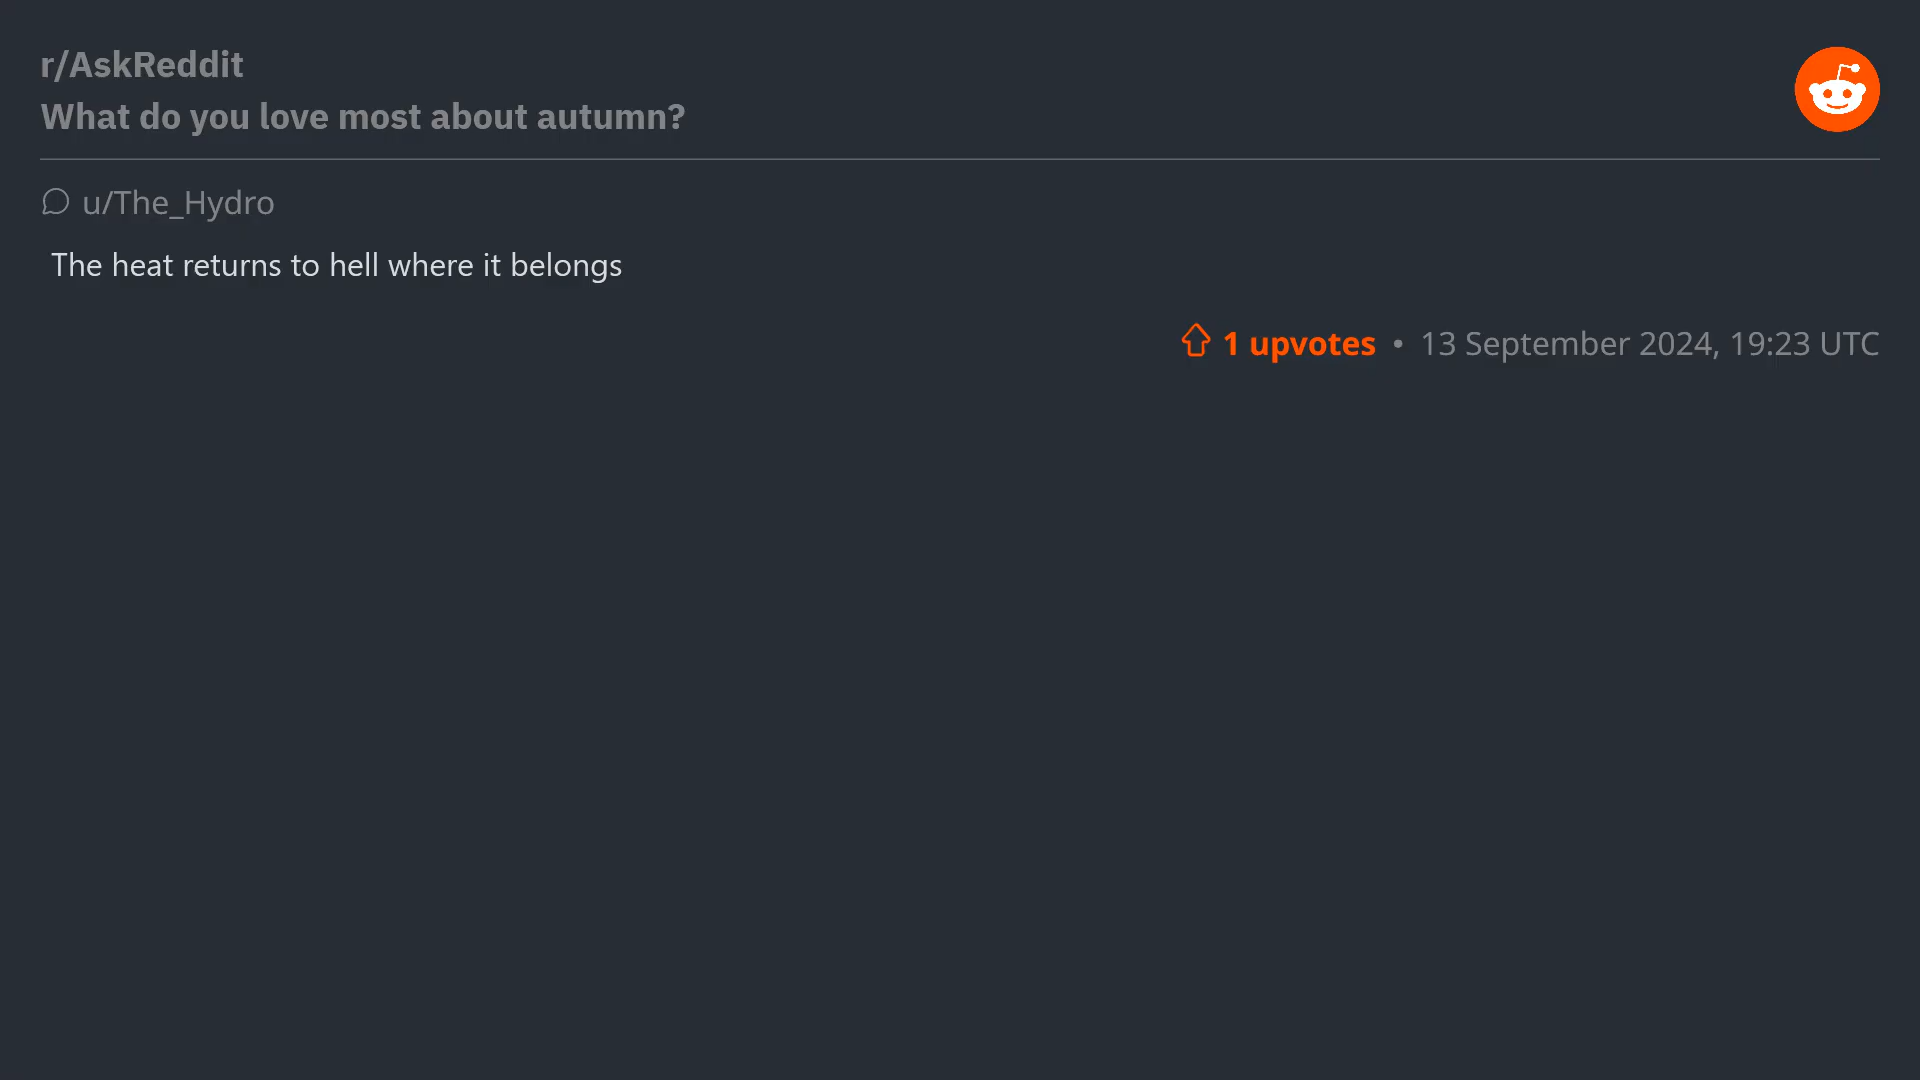 r/AskReddit
What do you love most about autumn?
u/The_Hydro
The heat returns to hell where it belongs
1 upvotes • 13 September 2024, 19:23 UTC